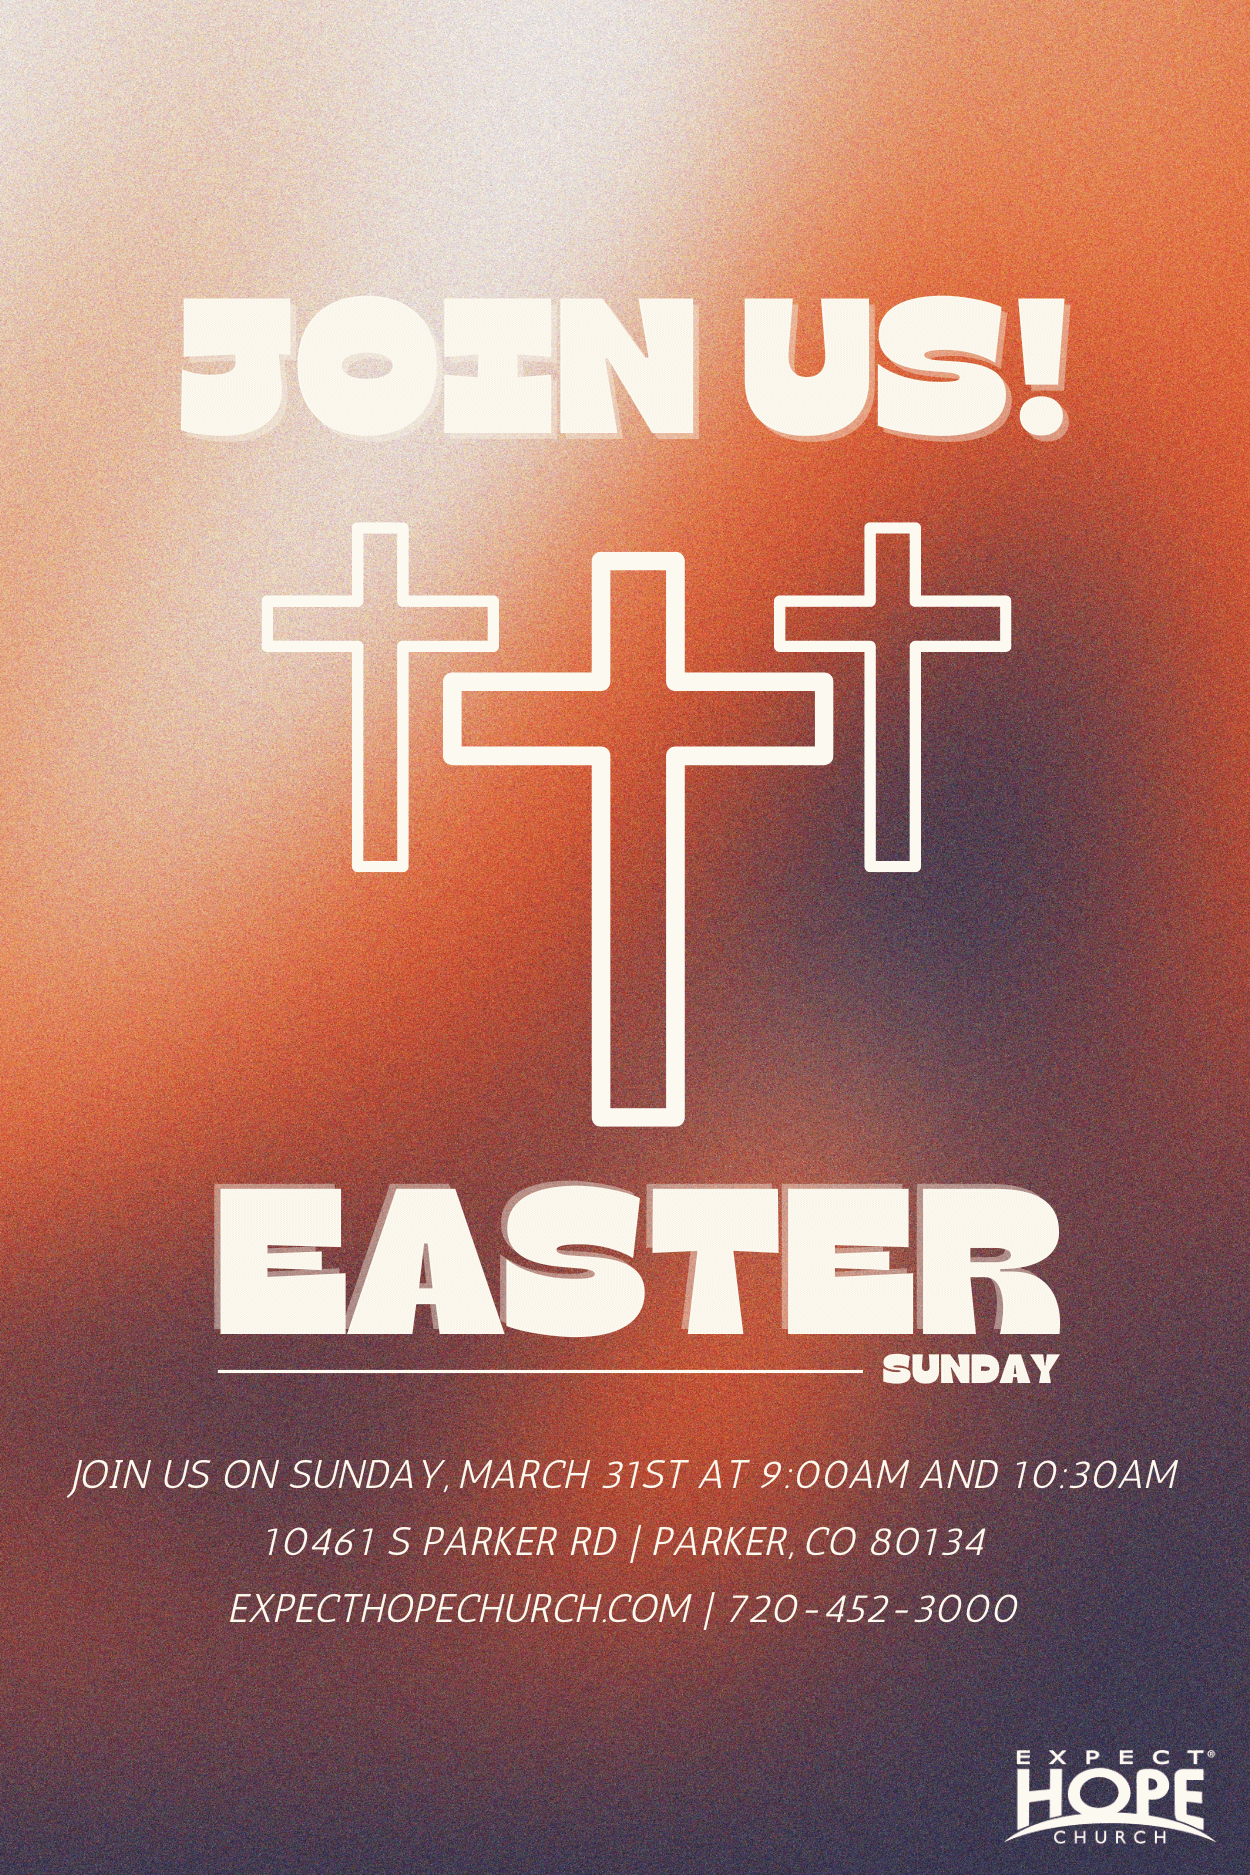 JOIN US!
EASTER
SUNDAY
JOIN US ON SUNDAY, MARCH 31ST AT 9:00AM AND 10:30AM
10461 S PARKER RD | PARKER, CO 80134
EXPECTHOPECHURCH.COM | 720-452-3000
EXPECT®
HOPE
CHURCH